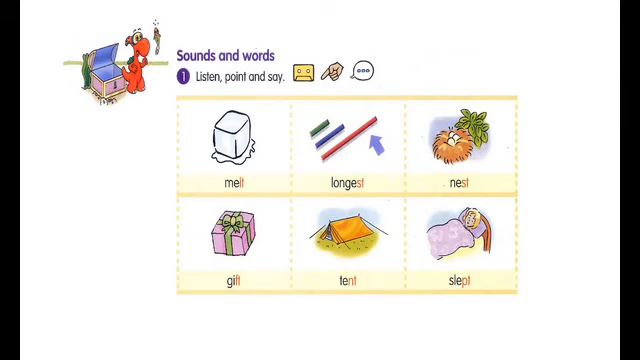 Sounds and words
1 Listen, point and say.
melt longest nest
gift tent slept